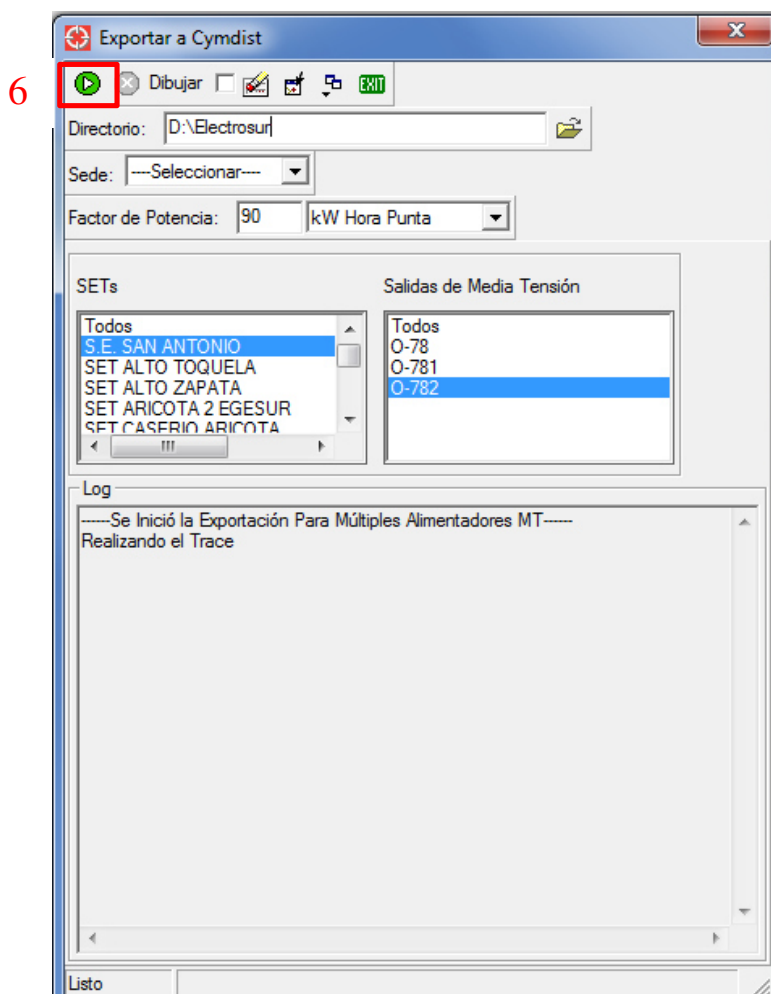 Exportar a Cymdist
x
6
Dibujar
EXIT
Directorio: D:\Electrosur
Sede: ----Seleccionar----
Factor de Potencia: 90 kW Hora Punta
SETs
Salidas de Media Tensión
Todos
S.E. SAN ANTONIO
SET ALTO TOQUELA
SET ALTO ZAPATA
SET ARICOTA 2 EGESUR
SET CASERIO ARICOTA
Todos
O-78
O-781
O-782
Log
------Se Inició la Exportación Para Múltiples Alimentadores MT------
Realizando el Trace
Listo